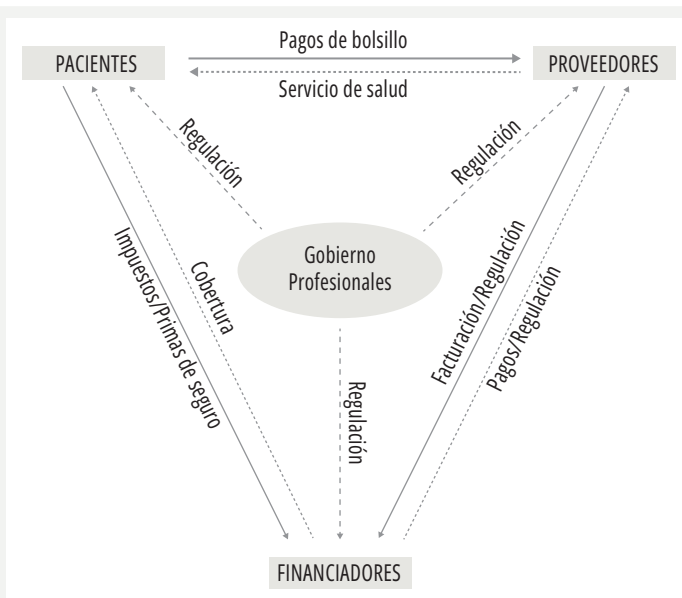 Pagos de bolsillo
PACIENTES
PROVEEDORES
Servicio de salud
Regulación
Regulación
Gobierno
Profesionales
Impuestos/Primas de seguro
Cobertura
Facturación/Regulación
Pagos/Regulación
Regulación
FINANCIADORES